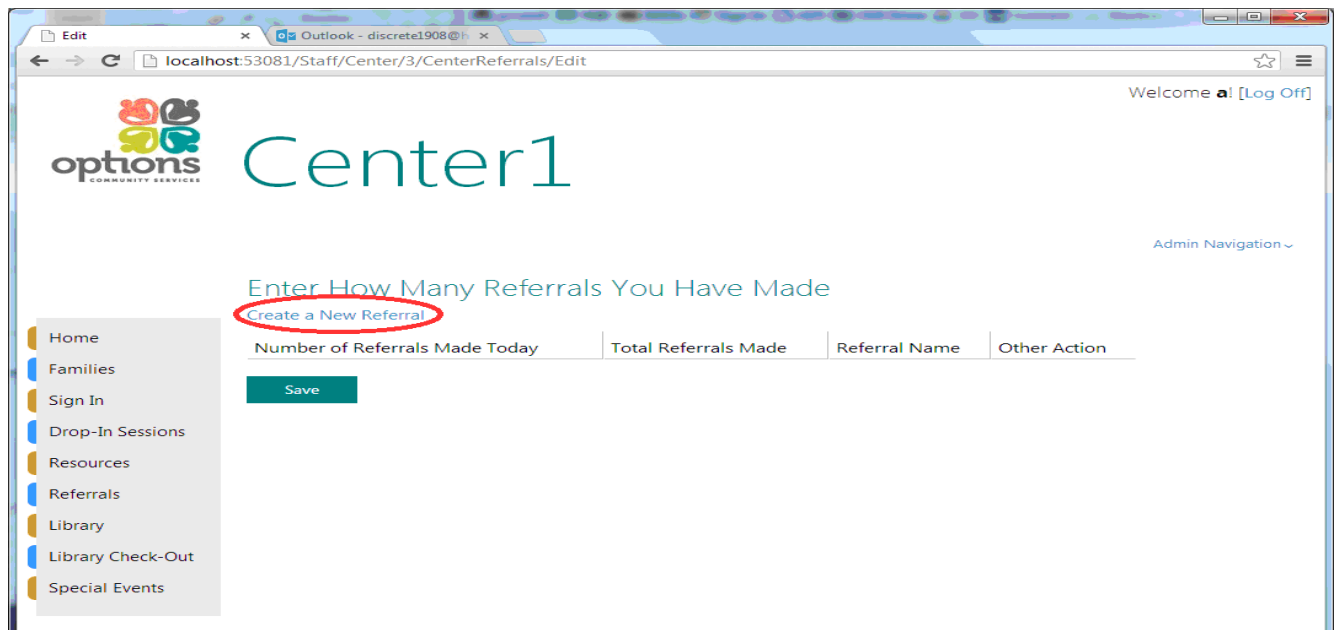 Edit
Outlook - discrete1908@h
localhost:53081/Staff/Center/3/CenterReferrals/Edit
Welcome a! [Log Off]
options
COMMUNITY SERVICES
Center1
Admin Navigation
Enter How Many Referrals You Have Made
Create a New Referral
Number of Referrals Made Today Total Referrals Made Referral Name Other Action
Save
Home
Families
Sign In
Drop-In Sessions
Resources
Referrals
Library
Library Check-Out
Special Events